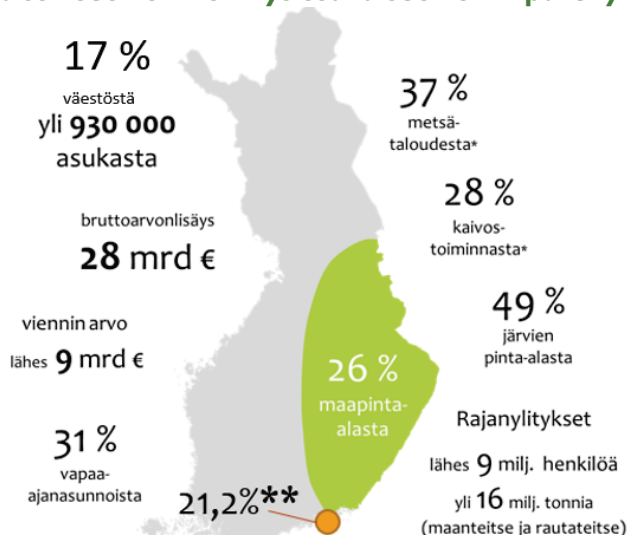 17 %
väestöstä
yli 930 000
asukasta
bruttoarvonlisäys
28 mrd €
viennin arvo
lähes 9 mrd €
31 %
vapaa-
ajanasunnoista
21,2%**
26 %
maapinta-
alasta
37 %
metsä-
taloudesta*
28 %
kaivos-
toiminnasta*
49 %
järvien
pinta-alasta
Rajanylitykset
lähes 9 milj. henkilöä
yli 16 milj. tonnia
(maanteitse ja rautateitse)